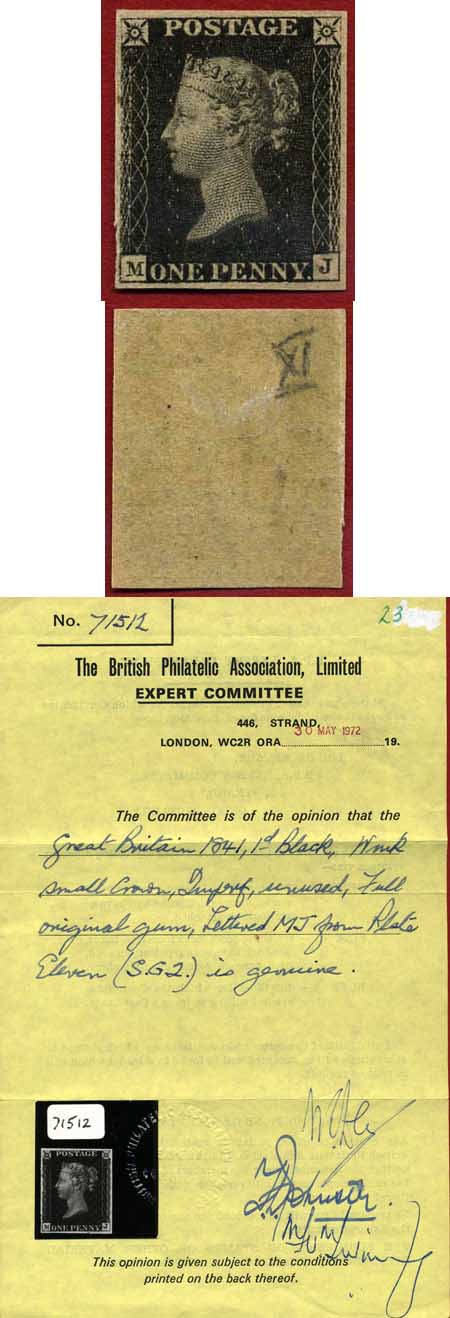 POSTAGE
M ONE PENNY. J
XI
No. 71512
23
The British Philatelic Association, Limited
EXPERT COMMITTEE
446, STRAND,
30 MAY 1972
LONDON, WC2R ORA 19.
The Committee is of the opinion that the
Great Britain 1841, 1d Black, Wmk
small Crown, Imperf, unused, Full
original gum, Lettered MJ from Plate
Eleven (S.G.2.) is genuine.
71512
BRITISH PHILATELIC ASSOCIATION
POSTAGE
M ONE PENNY. J
This opinion is given subject to the conditions
printed on the back thereof.